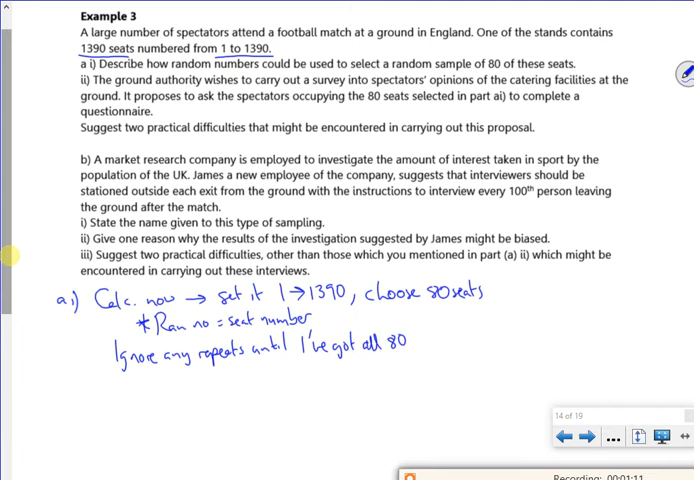 Example 3
A large number of spectators attend a football match at a ground in England. One of the stands contains
1390 seats numbered from 1 to 1390.
a i) Describe how random numbers could be used to select a random sample of 80 of these seats.
ii) The ground authority wishes to carry out a survey into spectators' opinions of the catering facilities at the
ground. It proposes to ask the spectators occupying the 80 seats selected in part ai) to complete a
questionnaire.
Suggest two practical difficulties that might be encountered in carrying out this proposal.
b) A market research company is employed to investigate the amount of interest taken in sport by the
population of the UK. James a new employee of the company, suggests that interviewers should be
stationed outside each exit from the ground with the instructions to interview every 100th person leaving
the ground after the match.
i) State the name given to this type of sampling.
ii) Give one reason why the results of the investigation suggested by James might be biased.
iii) Suggest two practical difficulties, other than those which you mentioned in part (a) ii) which might be
encountered in carrying out these interviews.
a i) Calc. now → set it 1 → 1390, choose 80 seats
* Ran no = seat number
Ignore any repeats until I've got all 80
14 of 19
...
Recording: 00:01:11